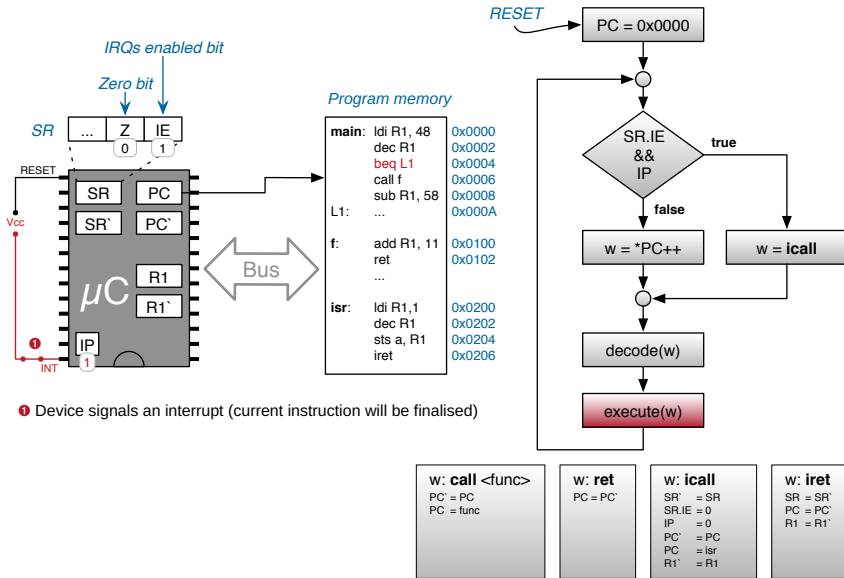 RESET
PC = 0x0000
IRQs enabled bit
Zero bit
SR
... Z IE
0 1
Program memory
main: ldi R1, 48 0x0000
dec R1 0x0002
beq L1 0x0004
call f 0x0006
sub R1, 58 0x0008
L1: ... 0x000A
f: add R1, 11 0x0100
ret 0x0102
...
isr: ldi R1,1 0x0200
dec R1 0x0202
sts a, R1 0x0204
iret 0x0206
RESET
Vcc
INT
❶
SR PC
SR` PC`
µC
R1
R1`
IP
1
Bus
SR.IE
&&
IP
true
false
w = *PC++
w = icall
decode(w)
execute(w)
❶ Device signals an interrupt (current instruction will be finalised)
w: call <func>
PC` = PC
PC = func
w: ret
PC = PC`
w: icall
SR` = SR
SR.IE = 0
IP = 0
PC` = PC
PC = isr
R1` = R1
w: iret
SR = SR`
PC = PC`
R1 = R1`